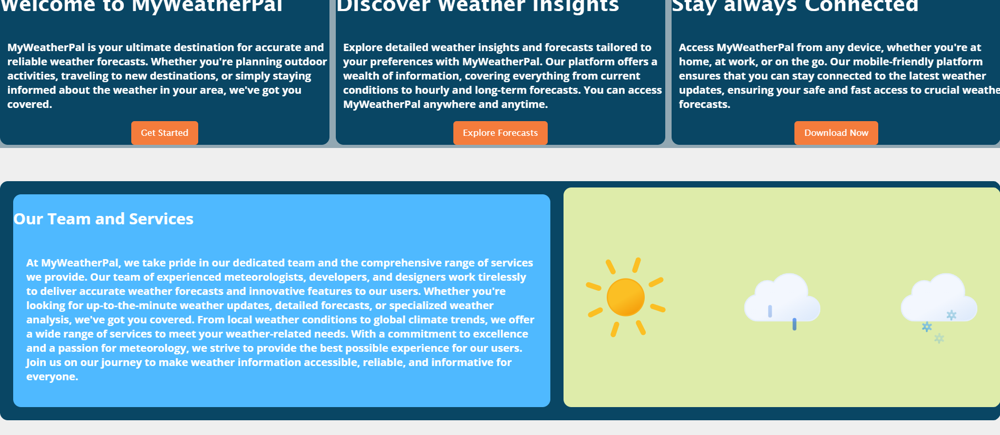 Welcome to MyWeatherPal
MyWeatherPal is your ultimate destination for accurate and
reliable weather forecasts. Whether you're planning outdoor
activities, traveling to new destinations, or simply staying
informed about the weather in your area, we've got you
covered.
Get Started
Discover Weather Insights
Explore detailed weather insights and forecasts tailored to
your preferences with MyWeatherPal. Our platform offers a
wealth of information, covering everything from current
conditions to hourly and long-term forecasts. You can access
MyWeatherPal anywhere and anytime.
Explore Forecasts
Stay always Connected
Access MyWeatherPal from any device, whether you're at
home, at work, or on the go. Our mobile-friendly platform
ensures that you can stay connected to the latest weather
updates, ensuring your safe and fast access to crucial weathe
forecasts.
Download Now
Our Team and Services
At MyWeatherPal, we take pride in our dedicated team and the comprehensive range of services
we provide. Our team of experienced meteorologists, developers, and designers work tirelessly
to deliver accurate weather forecasts and innovative features to our users. Whether you're
looking for up-to-the-minute weather updates, detailed forecasts, or specialized weather
analysis, we've got you covered. From local weather conditions to global climate trends, we offer
a wide range of services to meet your weather-related needs. With a commitment to excellence
and a passion for meteorology, we strive to provide the best possible experience for our users.
Join us on our journey to make weather information accessible, reliable, and informative for
everyone.